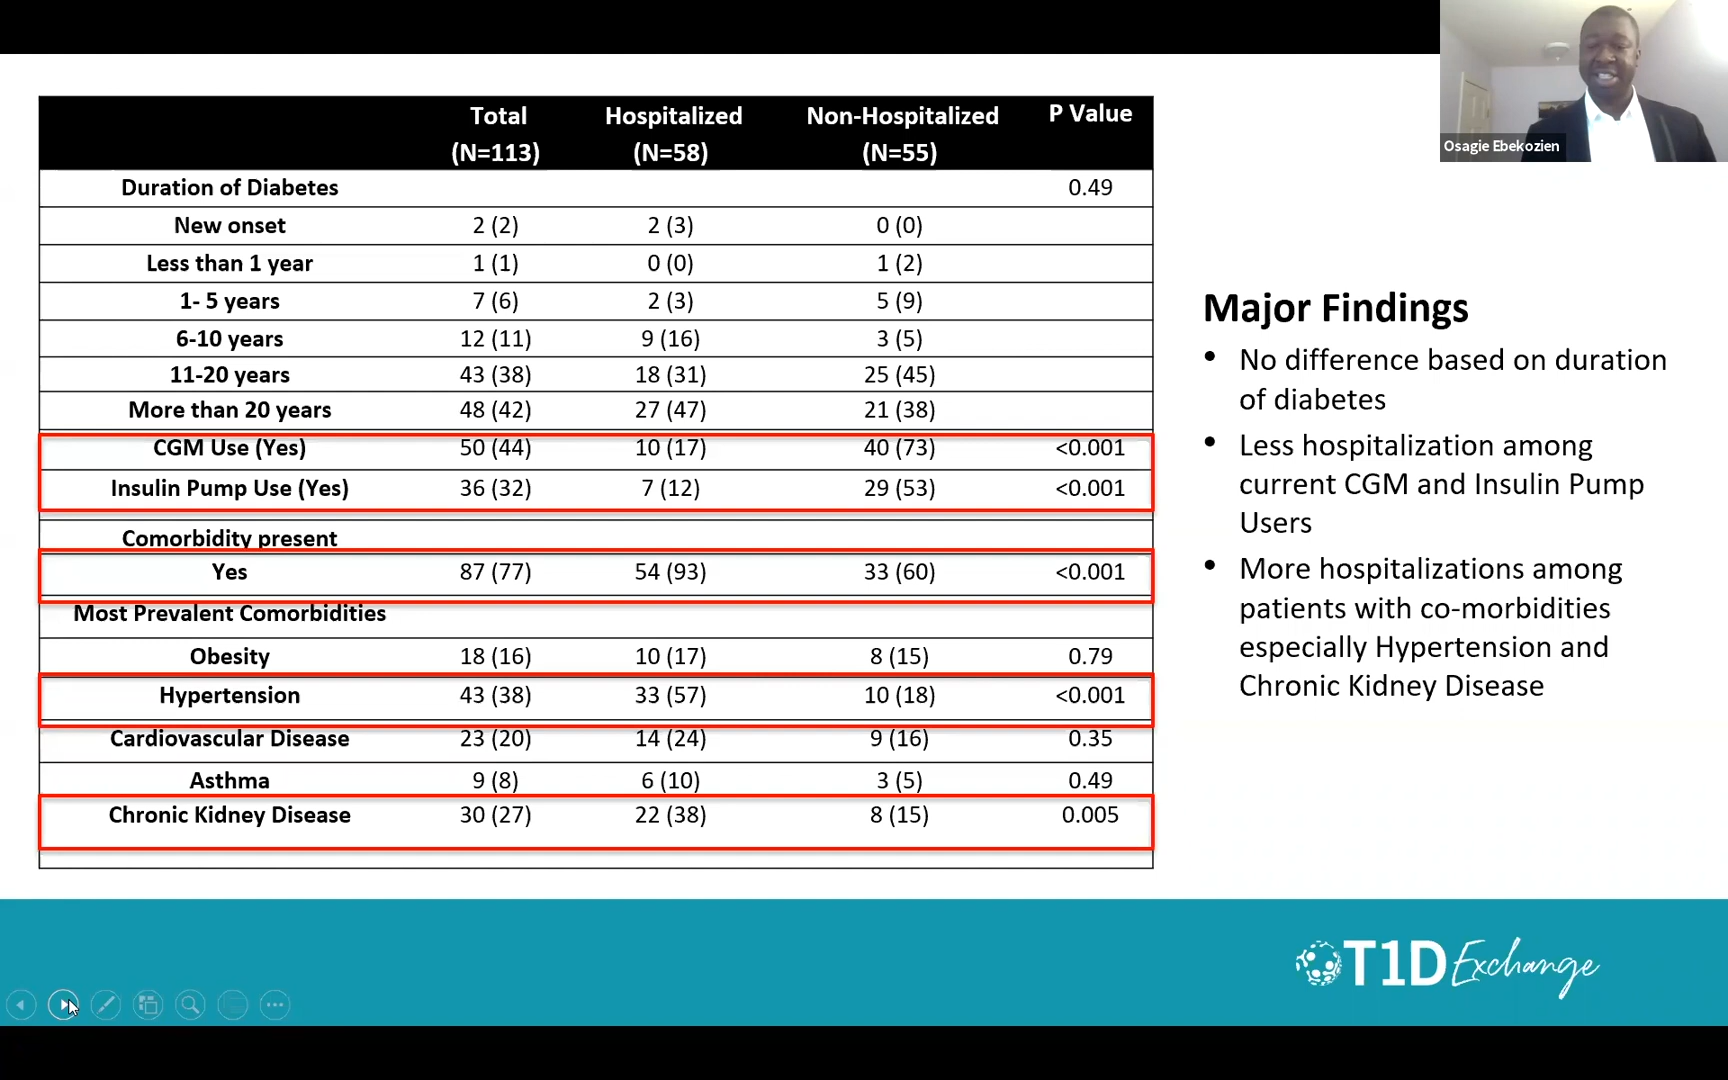 Osagie Ebekozien
Total Hospitalized Non-Hospitalized P Value
(N=113) (N=58) (N=55)
Duration of Diabetes 0.49
New onset 2 (2) 2 (3) 0 (0)
Less than 1 year 1 (1) 0 (0) 1 (2)
1- 5 years 7 (6) 2 (3) 5 (9)
6-10 years 12 (11) 9 (16) 3 (5)
11-20 years 43 (38) 18 (31) 25 (45)
More than 20 years 48 (42) 27 (47) 21 (38)
CGM Use (Yes) 50 (44) 10 (17) 40 (73) <0.001
Insulin Pump Use (Yes) 36 (32) 7 (12) 29 (53) <0.001
Comorbidity present
Yes 87 (77) 54 (93) 33 (60) <0.001
Most Prevalent Comorbidities
Obesity 18 (16) 10 (17) 8 (15) 0.79
Hypertension 43 (38) 33 (57) 10 (18) <0.001
Cardiovascular Disease 23 (20) 14 (24) 9 (16) 0.35
Asthma 9 (8) 6 (10) 3 (5) 0.49
Chronic Kidney Disease 30 (27) 22 (38) 8 (15) 0.005
Major Findings
• No difference based on duration
of diabetes
• Less hospitalization among
current CGM and Insulin Pump
Users
• More hospitalizations among
patients with co-morbidities
especially Hypertension and
Chronic Kidney Disease
T1D Exchange